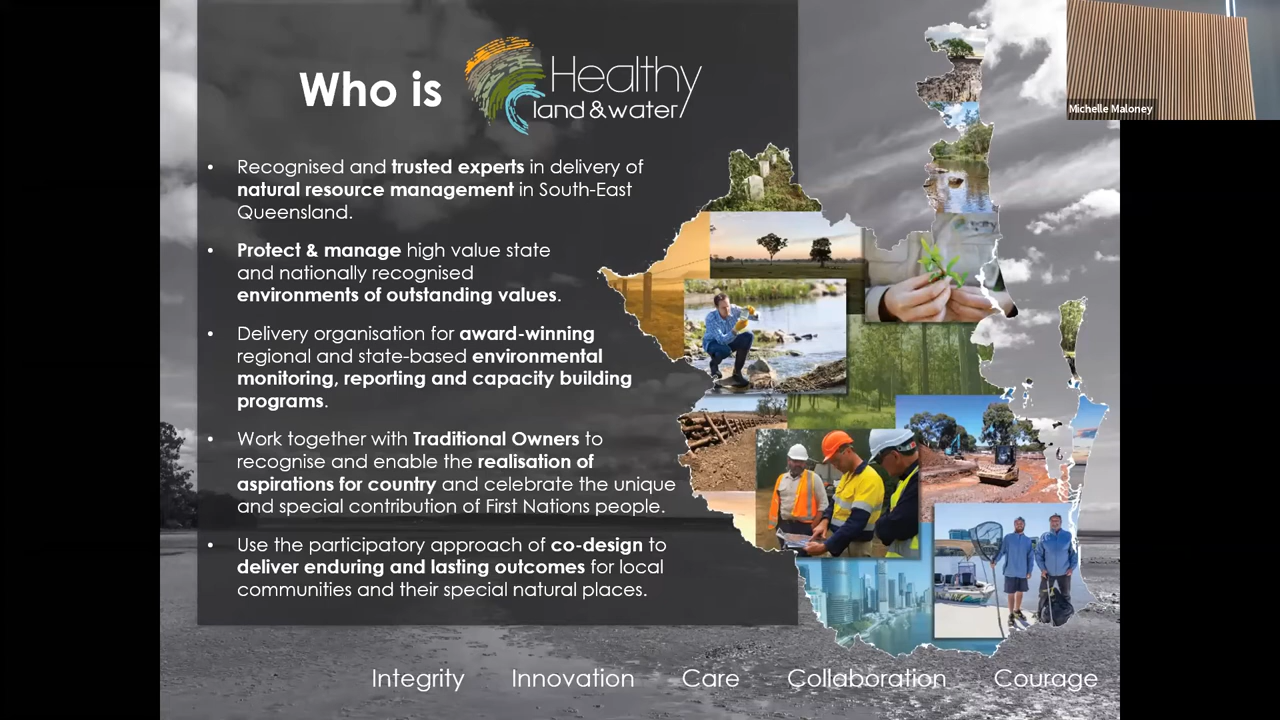 Who is Healthy
land & water
Michelle Maloney
• Recognised and trusted experts in delivery of
natural resource management in South-East
Queensland.
• Protect & manage high value state
and nationally recognised
environments of outstanding values.
• Delivery organisation for award-winning
regional and state-based environmental
monitoring, reporting and capacity building
programs.
• Work together with Traditional Owners to
recognise and enable the realisation of
aspirations for country and celebrate the unique
and special contribution of First Nations people.
• Use the participatory approach of co-design to
deliver enduring and lasting outcomes for local
communities and their special natural places.
Integrity Innovation Care Collaboration Courage